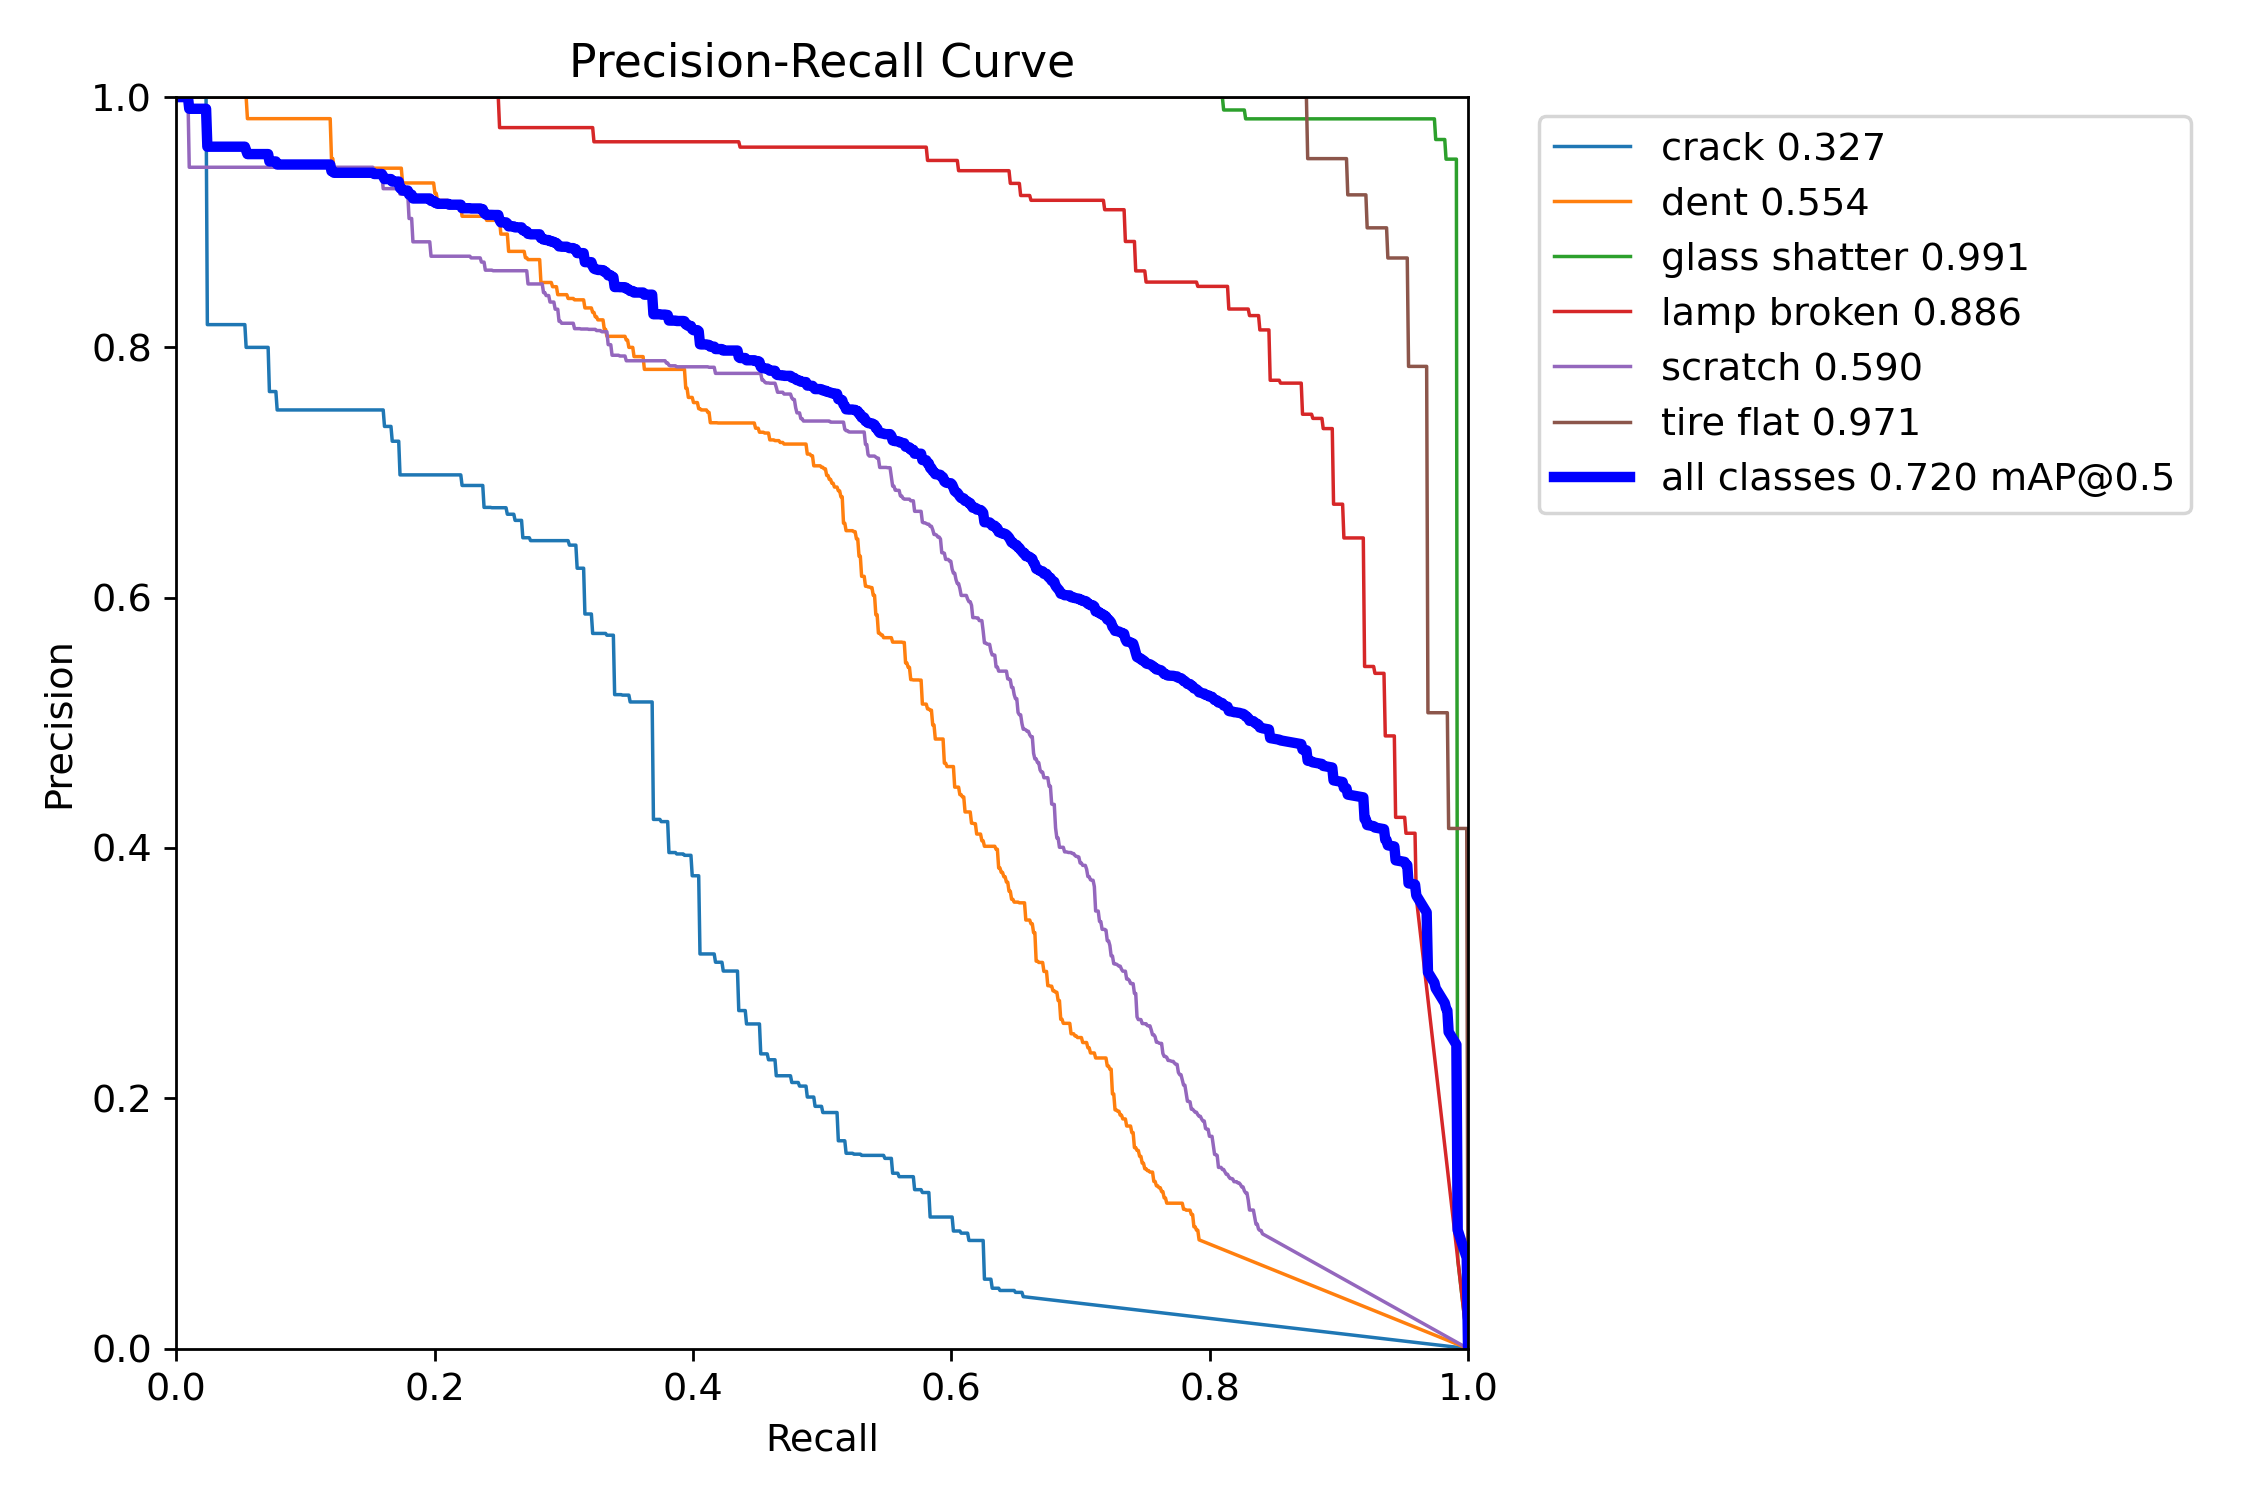 Precision-Recall Curve
1.0
0.8
0.6
0.4
0.2
0.0
Precision
0.0 0.2 0.4 0.6 0.8 1.0
Recall
crack 0.327
dent 0.554
glass shatter 0.991
lamp broken 0.886
scratch 0.590
tire flat 0.971
all classes 0.720 mAP@0.5